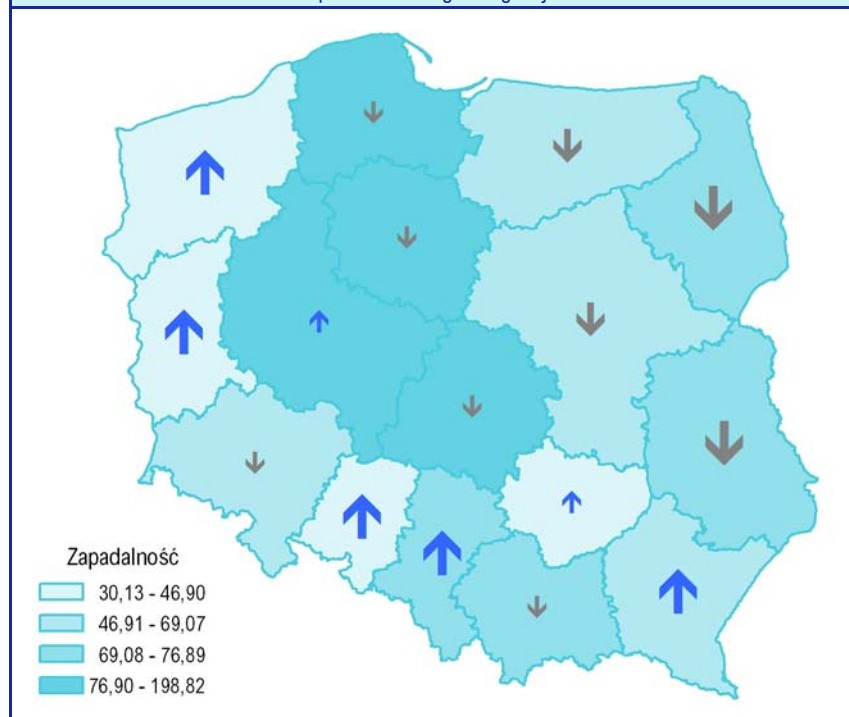 Zapadalność
30,13 - 46,90
46,91 - 69,07
69,08 - 76,89
76,90 - 198,82